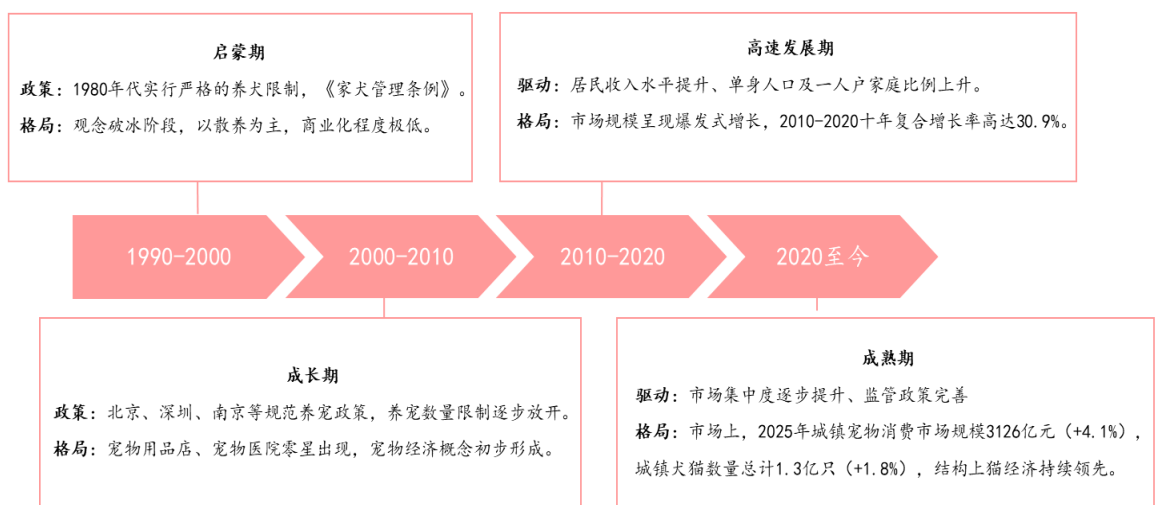 启蒙期
政策：1980年代实行严格的养犬限制，《家犬管理条例》。
格局：观念破冰阶段，以散养为主，商业化程度极低。
高速发展期
驱动：居民收入水平提升、单身人口及一人户家庭比例上升。
格局：市场规模呈现爆发式增长，2010-2020十年复合增长率高达30.9%。
1990-2000
2000-2010
2010-2020
2020至今
成长期
政策：北京、深圳、南京等规范养宠政策，养宠数量限制逐步放开。
格局：宠物用品店、宠物医院零星出现，宠物经济概念初步形成。
成熟期
驱动：市场集中度逐步提升、监管政策完善
格局：市场上，2025年城镇宠物消费市场规模3126亿元（+4.1%），
城镇犬猫数量总计1.3亿只（+1.8%），结构上猫经济持续领先。